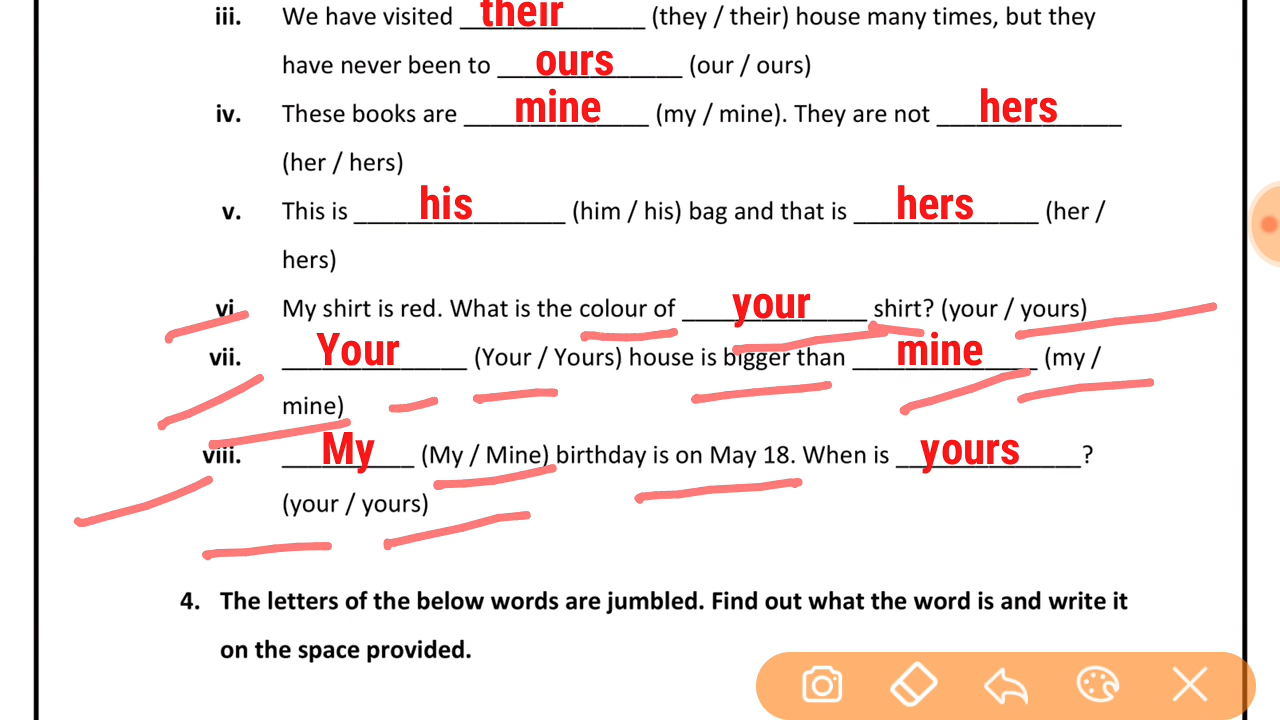 iii. We have visited their (they / their) house many times, but they
have never been to ours (our / ours)
iv. These books are mine (my / mine). They are not hers
(her / hers)
v. This is his (him / his) bag and that is hers (her /
hers)
vi. My shirt is red. What is the colour of your shirt? (your / yours)
vii. Your (Your / Yours) house is bigger than mine (my /
mine)
viii. My (My / Mine) birthday is on May 18. When is yours?
(your / yours)
4. The letters of the below words are jumbled. Find out what the word is and write it
on the space provided.